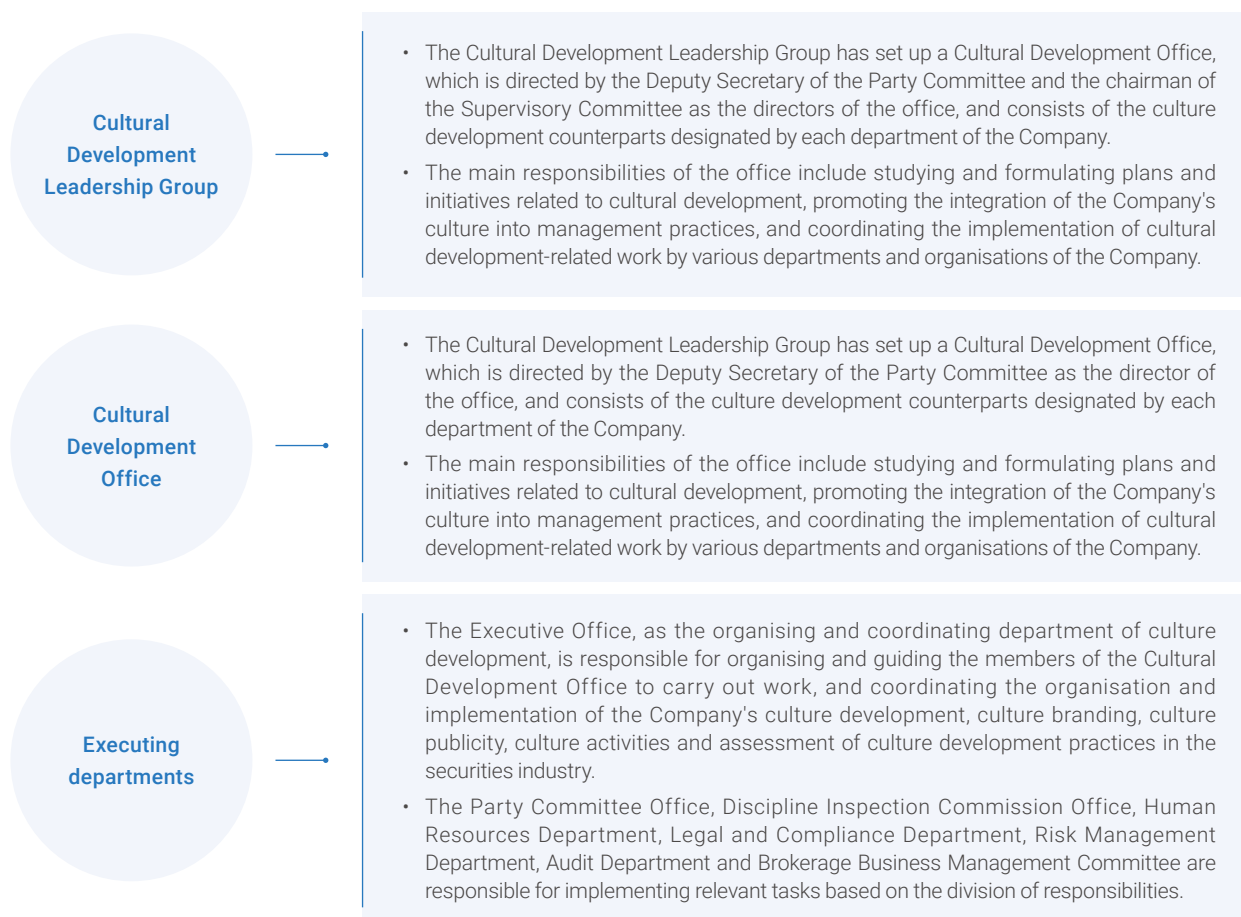 Cultural
Development
Leadership Group
• The Cultural Development Leadership Group has set up a Cultural Development Office,
which is directed by the Deputy Secretary of the Party Committee and the chairman of
the Supervisory Committee as the directors of the office, and consists of the culture
development counterparts designated by each department of the Company.
• The main responsibilities of the office include studying and formulating plans and
initiatives related to cultural development, promoting the integration of the Company's
culture into management practices, and coordinating the implementation of cultural
development-related work by various departments and organisations of the Company.
Cultural
Development
Office
• The Cultural Development Leadership Group has set up a Cultural Development Office,
which is directed by the Deputy Secretary of the Party Committee as the director of
the office, and consists of the culture development counterparts designated by each
department of the Company.
• The main responsibilities of the office include studying and formulating plans and
initiatives related to cultural development, promoting the integration of the Company's
culture into management practices, and coordinating the implementation of cultural
development-related work by various departments and organisations of the Company.
Executing
departments
• The Executive Office, as the organising and coordinating department of culture
development, is responsible for organising and guiding the members of the Cultural
Development Office to carry out work, and coordinating the organisation and
implementation of the Company's culture development, culture branding, culture
publicity, culture activities and assessment of culture development practices in the
securities industry.
• The Party Committee Office, Discipline Inspection Commission Office, Human
Resources Department, Legal and Compliance Department, Risk Management
Department, Audit Department and Brokerage Business Management Committee are
responsible for implementing relevant tasks based on the division of responsibilities.